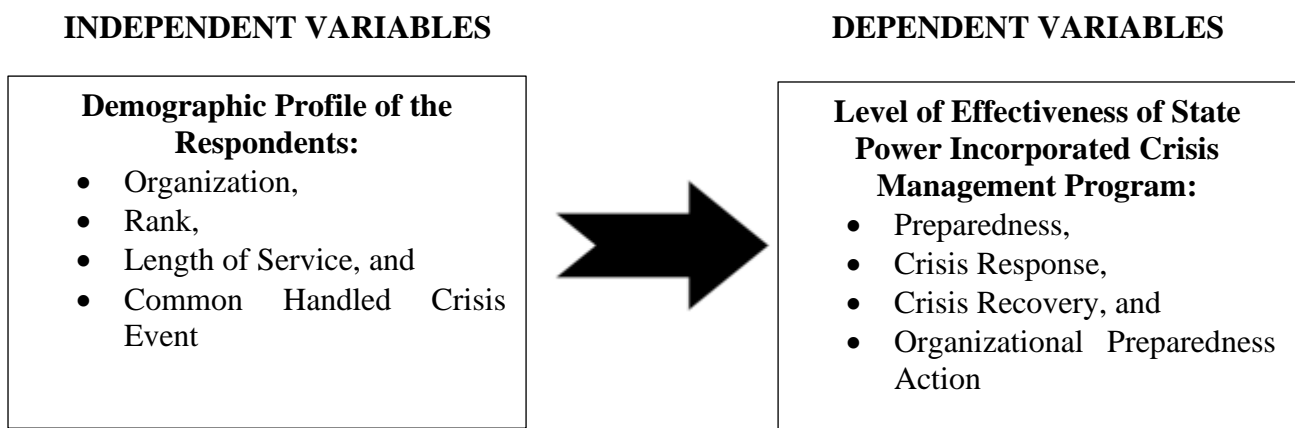 INDEPENDENT VARIABLES
Demographic Profile of the
Respondents:
• Organization,
• Rank,
• Length of Service, and
• Common Handled Crisis
Event
DEPENDENT VARIABLES
Level of Effectiveness of State
Power Incorporated Crisis
Management Program:
• Preparedness,
• Crisis Response,
• Crisis Recovery, and
• Organizational Preparedness
Action